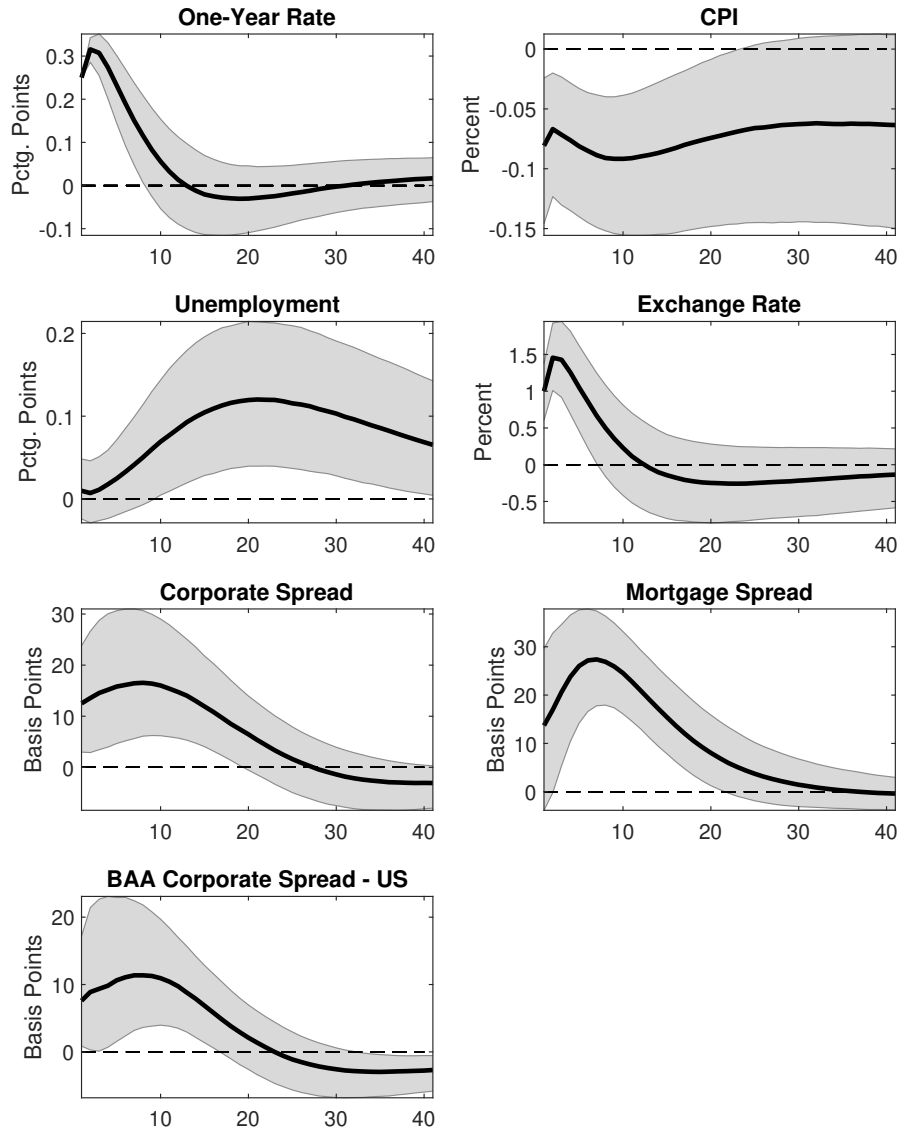 One-Year Rate
Pctg. Points
0.3
0.2
0.1
0
-0.1
10 20 30 40
CPI
Percent
0
-0.05
-0.1
-0.15
10 20 30 40
Unemployment
Pctg. Points
0.2
0.1
0
10 20 30 40
Exchange Rate
Percent
1.5
1
0.5
0
-0.5
10 20 30 40
Corporate Spread
Basis Points
30
20
10
0
10 20 30 40
Mortgage Spread
Basis Points
30
20
10
0
10 20 30 40
BAA Corporate Spread - US
Basis Points
20
10
0
10 20 30 40